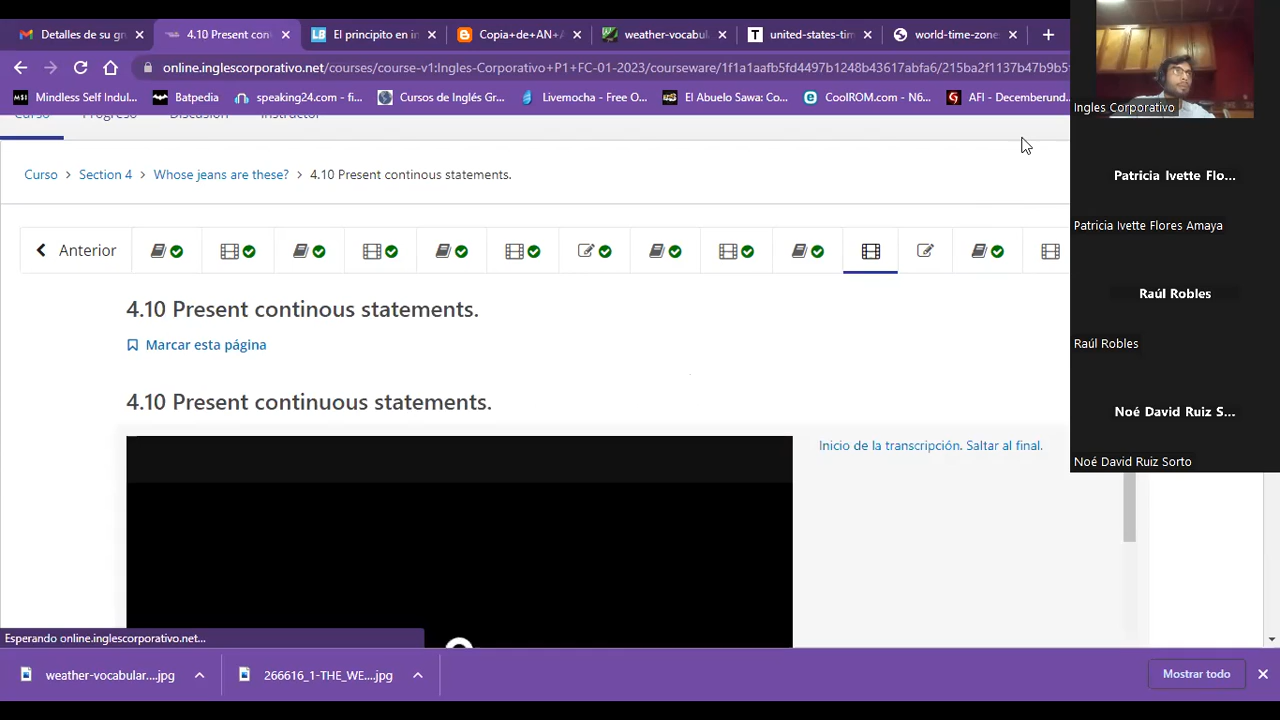 Detalles de su gru
4.10 Present con
El principito en in
Copia+de+AN+A
weather-vocabul
united-states-tim
world-time-zone
online.inglescorporativo.net/courses/course-v1:Ingles-Corporativo+P1+FC-01-2023/courseware/1f1a1aafb5fd4497b1248b43617abfa6/215ba2f1137b47b9b5
Mindless Self Indul...
Batpedia
speaking24.com - fi...
Cursos de Inglés Gr...
Livemocha - Free O...
El Abuelo Sawa: Co...
CoolROM.com - N6...
AFI - Decemberund...
Ingles Corporativo
Curso
Progreso
Discusión
Instructor
Curso > Section 4 > Whose jeans are these? > 4.10 Present continous statements.
Patricia Ivette Flo...
Patricia Ivette Flores Amaya
Anterior
Raúl Robles
Raúl Robles
4.10 Present continous statements.
Marcar esta página
4.10 Present continuous statements.
Inicio de la transcripción. Saltar al final.
Noé David Ruiz S...
Noé David Ruiz Sorto
Esperando online.inglescorporativo.net...
weather-vocabular....jpg
266616_1-THE_WE....jpg
Mostrar todo